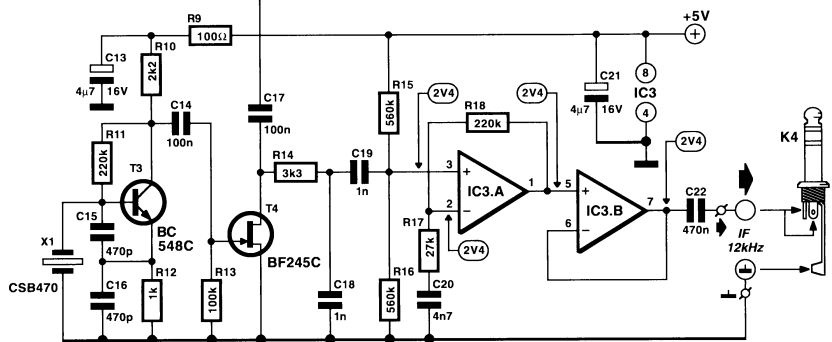 +5V
R9
100Ω
C13
4µ7 16V
R10
2k2
C14
100n
C17
100n
R15
560k
2V4
R18
220k
2V4
C21
4µ7 16V
8
IC3
4
2V4
K4
R11
220k
T3
BC
548C
R14
3k3
C19
1n
3
+
IC3.A
1
2
−
2V4
5
+
IC3.B
7
6
−
C22
470n
IF
12kHz
X1
CSB470
C15
470p
C16
470p
R12
1k
R13
100k
T4
BF245C
C18
1n
R16
560k
R17
27k
C20
4n7